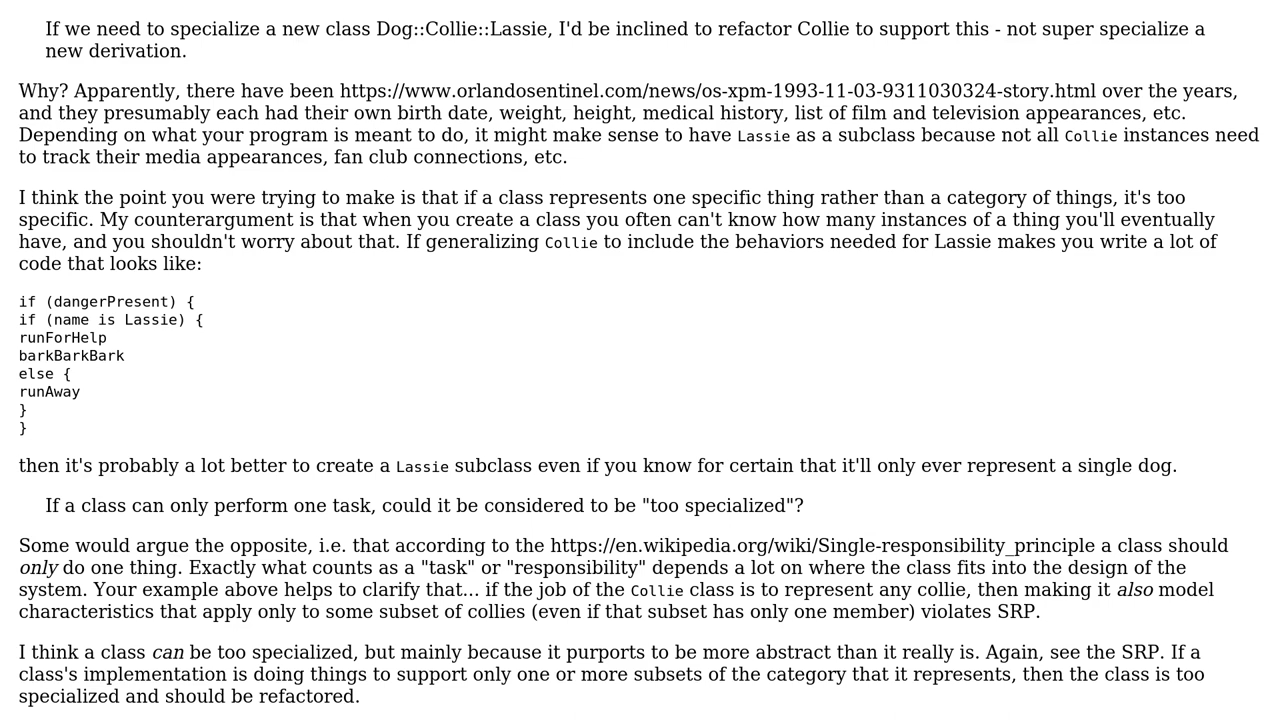 If we need to specialize a new class Dog::Collie::Lassie, I'd be inclined to refactor Collie to support this - not super specialize a
new derivation.
Why? Apparently, there have been https://www.orlandosentinel.com/news/os-xpm-1993-11-03-9311030324-story.html over the years,
and they presumably each had their own birth date, weight, height, medical history, list of film and television appearances, etc.
Depending on what your program is meant to do, it might make sense to have Lassie as a subclass because not all Collie instances need
to track their media appearances, fan club connections, etc.
I think the point you were trying to make is that if a class represents one specific thing rather than a category of things, it's too
specific. My counterargument is that when you create a class you often can't know how many instances of a thing you'll eventually
have, and you shouldn't worry about that. If generalizing Collie to include the behaviors needed for Lassie makes you write a lot of
code that looks like:
if (dangerPresent) {
if (name is Lassie) {
runForHelp
barkBarkBark
else {
runAway
}
}
then it's probably a lot better to create a Lassie subclass even if you know for certain that it'll only ever represent a single dog.
If a class can only perform one task, could it be considered to be "too specialized"?
Some would argue the opposite, i.e. that according to the https://en.wikipedia.org/wiki/Single-responsibility_principle a class should
only do one thing. Exactly what counts as a "task" or "responsibility" depends a lot on where the class fits into the design of the
system. Your example above helps to clarify that... if the job of the Collie class is to represent any collie, then making it also model
characteristics that apply only to some subset of collies (even if that subset has only one member) violates SRP.
I think a class can be too specialized, but mainly because it purports to be more abstract than it really is. Again, see the SRP. If a
class's implementation is doing things to support only one or more subsets of the category that it represents, then the class is too
specialized and should be refactored.